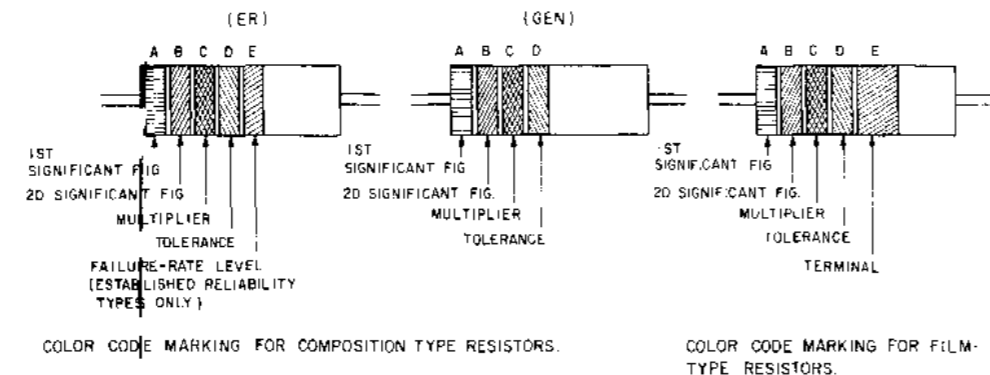 (ER)
A B C D E
1ST
SIGNIFICANT FIG
2D SIGNIFICANT FIG.
MULTIPLIER
TOLERANCE
FAILURE-RATE LEVEL
(ESTABLISHED RELIABILITY
TYPES ONLY)
(GEN)
A B C D
1ST
SIGNIFICANT FIG
2D SIGNIFICANT FIG.
MULTIPLIER
TOLERANCE
A B C D E
1ST
SIGNIFICANT FIG
2D SIGNIFICANT FIG.
MULTIPLIER
TOLERANCE
TERMINAL
COLOR CODE MARKING FOR COMPOSITION TYPE RESISTORS.
COLOR CODE MARKING FOR FILM-
TYPE RESISTORS.